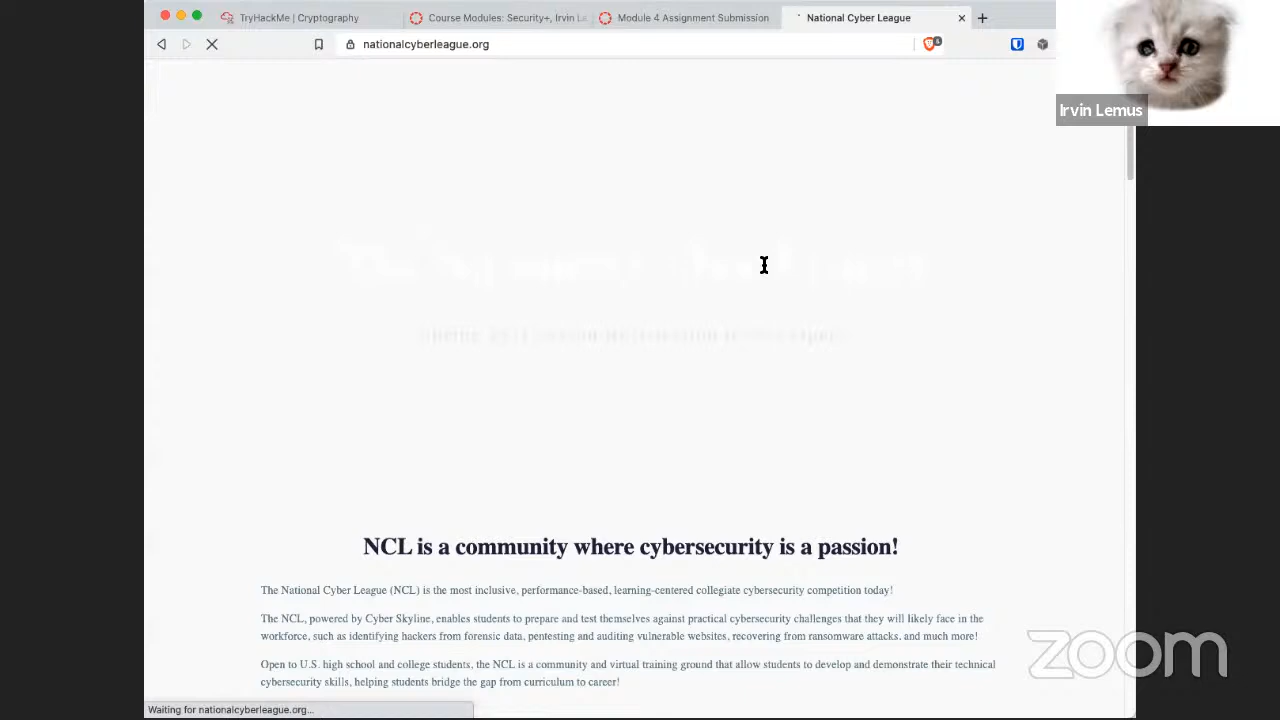 TryHackMe | Cryptography
Course Modules: Security+, Irvin Le
Module 4 Assignment Submission
National Cyber League
nationalcyberleague.org
Irvin Lemus
NCL is a community where cybersecurity is a passion!
The National Cyber League (NCL) is the most inclusive, performance-based, learning-centered collegiate cybersecurity competition today!
The NCL, powered by Cyber Skyline, enables students to prepare and test themselves against practical cybersecurity challenges that they will likely face in the
workforce, such as identifying hackers from forensic data, pentesting and auditing vulnerable websites, recovering from ransomware attacks, and much more!
Open to U.S. high school and college students, the NCL is a community and virtual training ground that allow students to develop and demonstrate their technical
cybersecurity skills, helping students bridge the gap from curriculum to career!
zoom
Waiting for nationalcyberleague.org...